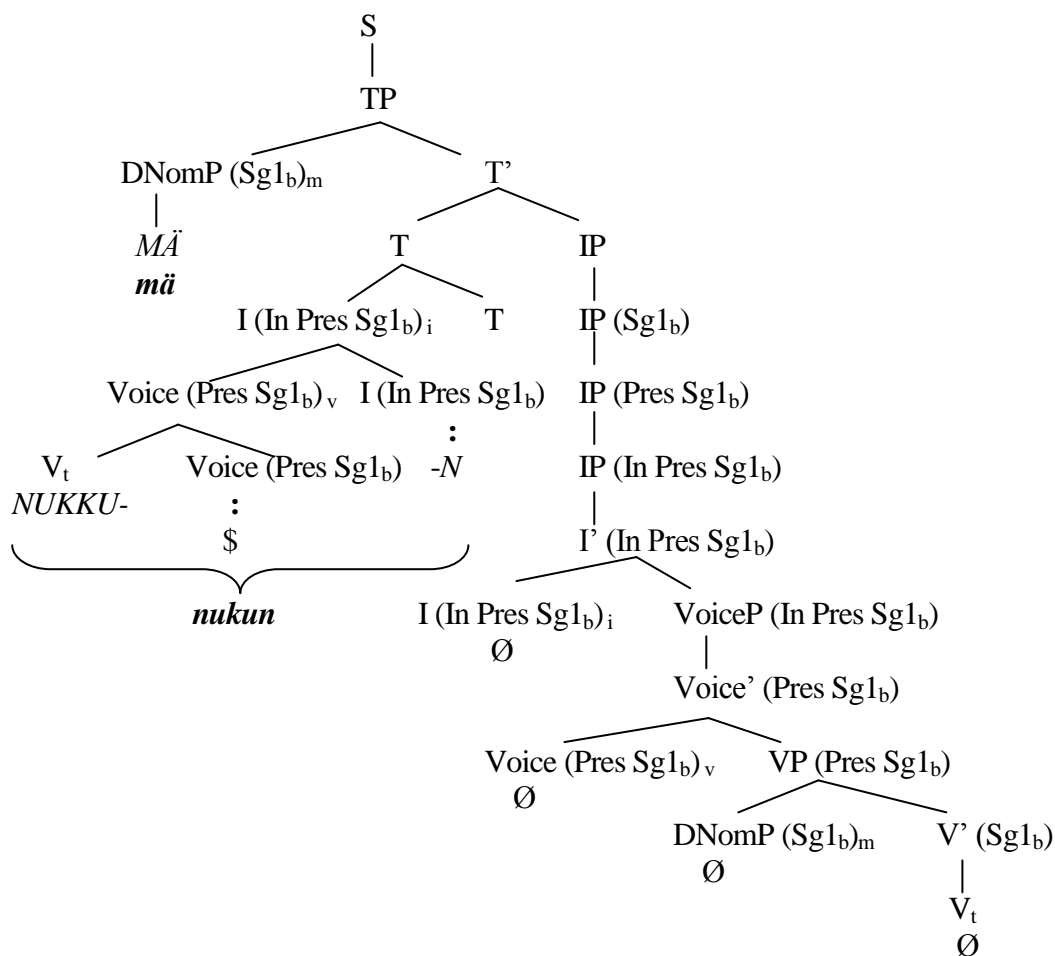 S
TP
DNomP (Sg1b)m T’
MÄ T IP
mä
I (In Pres Sg1b)i T IP (Sg1b)
Voice (Pres Sg1b)v I (In Pres Sg1b) IP (Pres Sg1b)
:
Vt Voice (Pres Sg1b) -N IP (In Pres Sg1b)
NUKKU- :
$ I’ (In Pres Sg1b)
nukun I (In Pres Sg1b)i VoiceP (In Pres Sg1b)
Ø
Voice’ (Pres Sg1b)
Voice (Pres Sg1b)v VP (Pres Sg1b)
Ø
DNomP (Sg1b)m V’ (Sg1b)
Ø
Vt
Ø